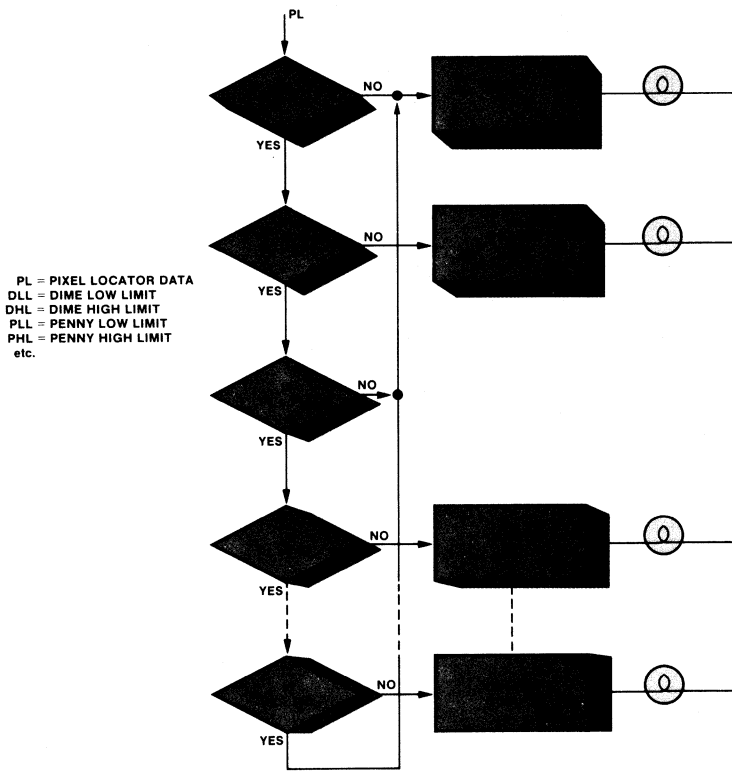 PL
NO
YES
NO
YES
PL = PIXEL LOCATOR DATA
DLL = DIME LOW LIMIT
DHL = DIME HIGH LIMIT
PLL = PENNY LOW LIMIT
PHL = PENNY HIGH LIMIT
etc.
NO
YES
NO
YES
NO
YES